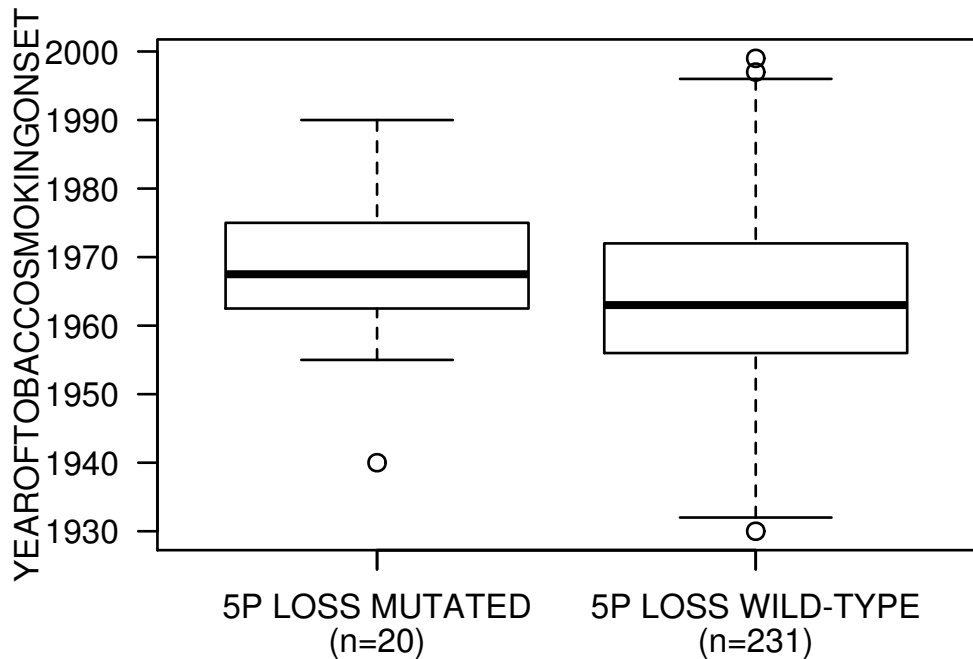 YEAROFTOBACCOSMOKINGONSET
2000
1990
1980
1970
1960
1950
1940
1930
5P LOSS MUTATED
(n=20)
5P LOSS WILD-TYPE
(n=231)